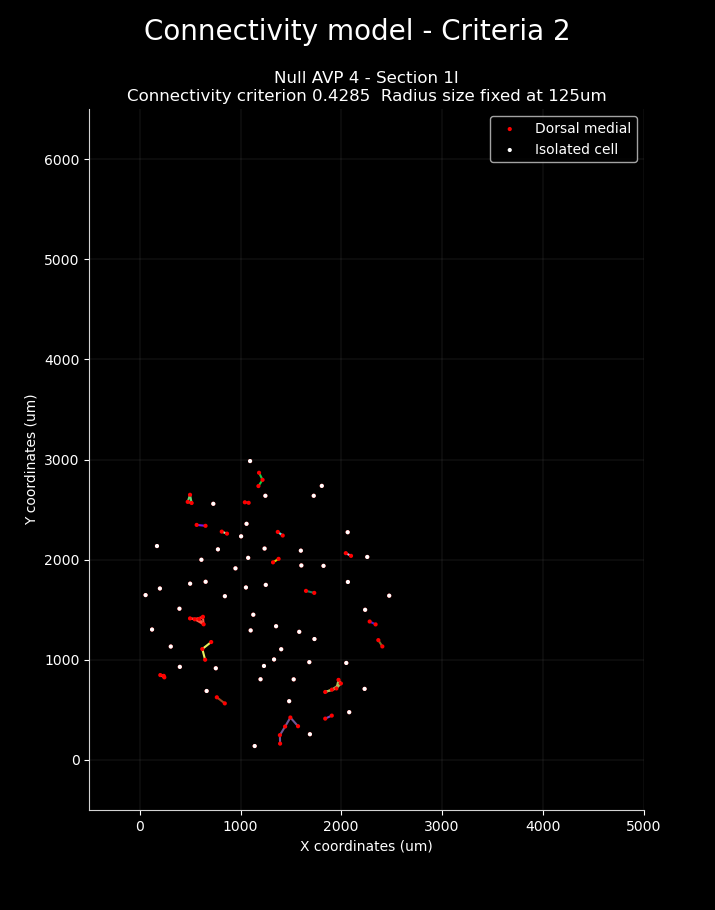 Connectivity model - Criteria 2
Null AVP 4 - Section 1l
Connectivity criterion 0.4285  Radius size fixed at 125um
Dorsal medial
Isolated cell
6000
5000
4000
3000
2000
1000
0
Y coordinates (um)
0 1000 2000 3000 4000 5000
X coordinates (um)